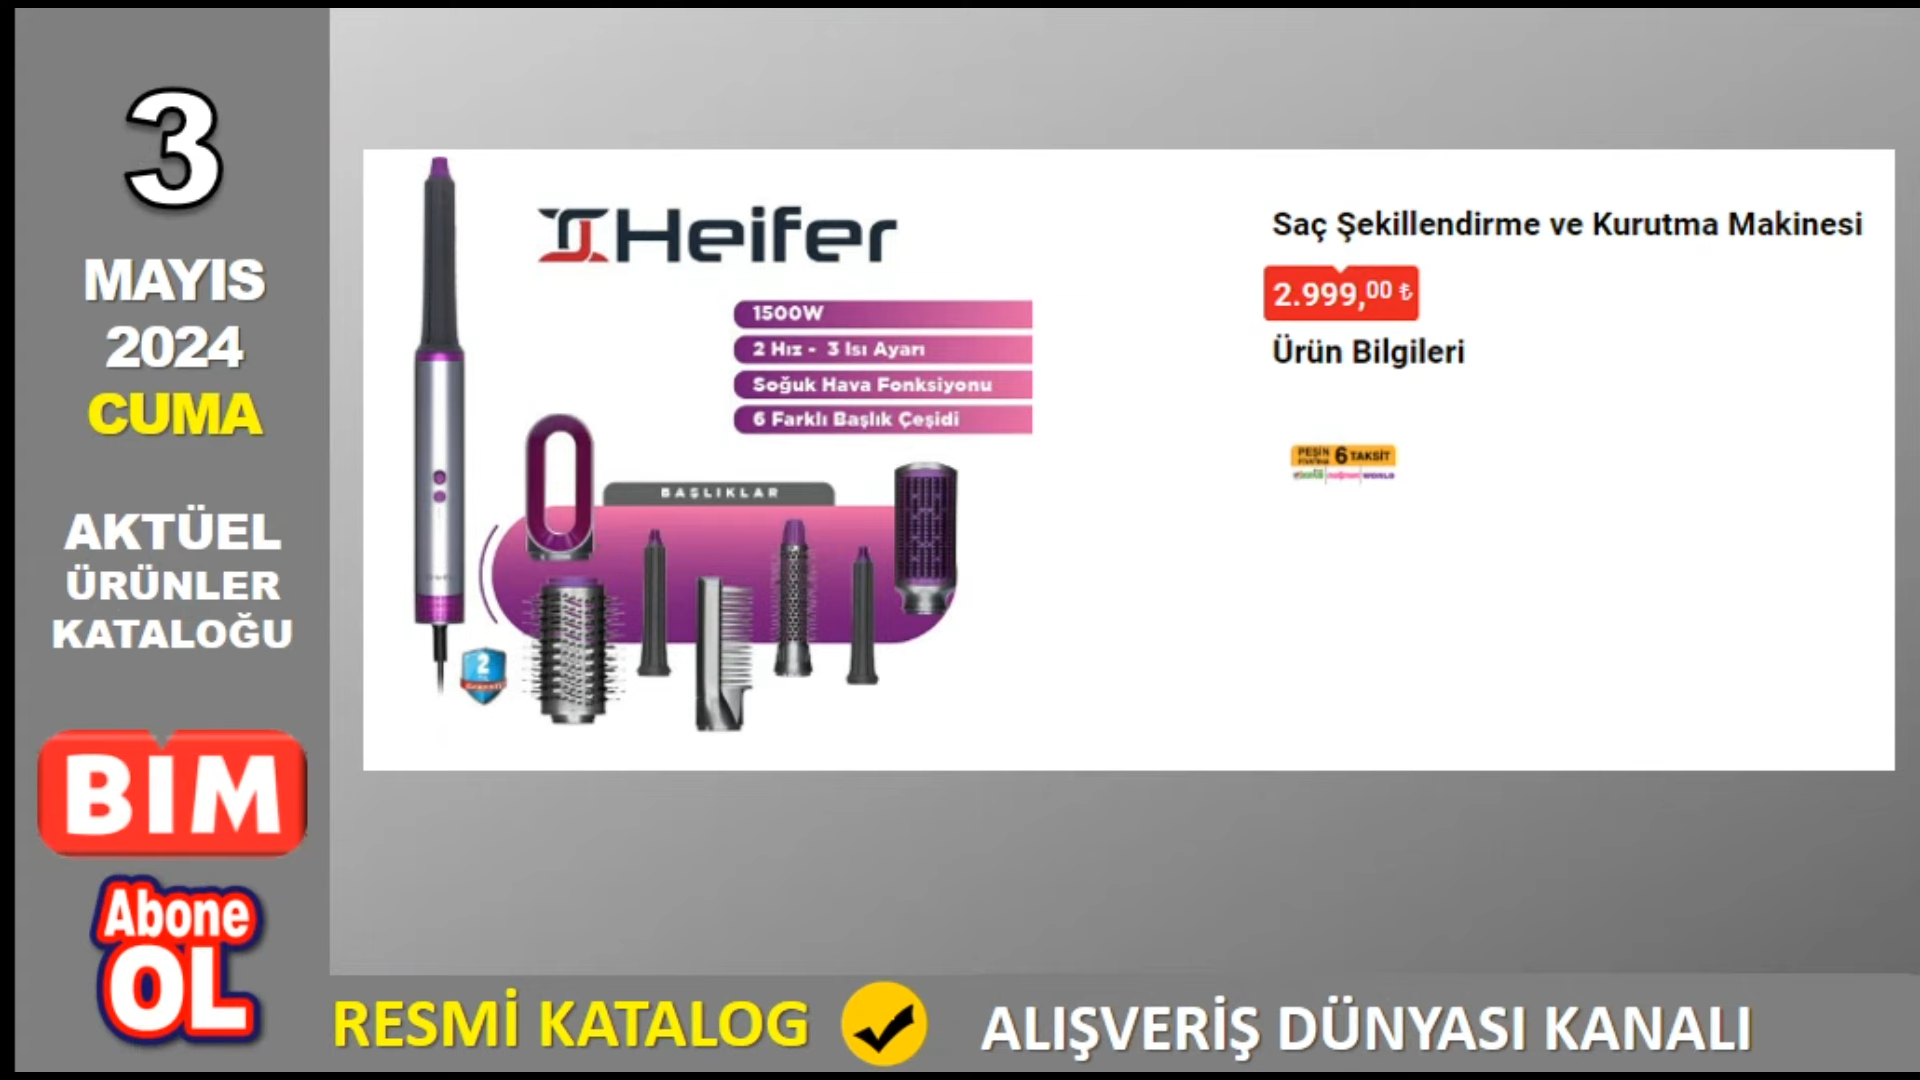 3
MAYIS
2024
CUMA
AKTÜEL
ÜRÜNLER
KATALOĞU
BIM
Abone
OL
Heifer
1500W
2 Hız - 3 Isı Ayarı
Soğuk Hava Fonksiyonu
6 Farklı Başlık Çeşidi
BAŞLIKLAR
2
Saç Şekillendirme ve Kurutma Makinesi
2.999,00 ₺
Ürün Bilgileri
PEŞİN 6 TAKSİT
RESMİ KATALOG
ALIŞVERİŞ DÜNYASI KANALI